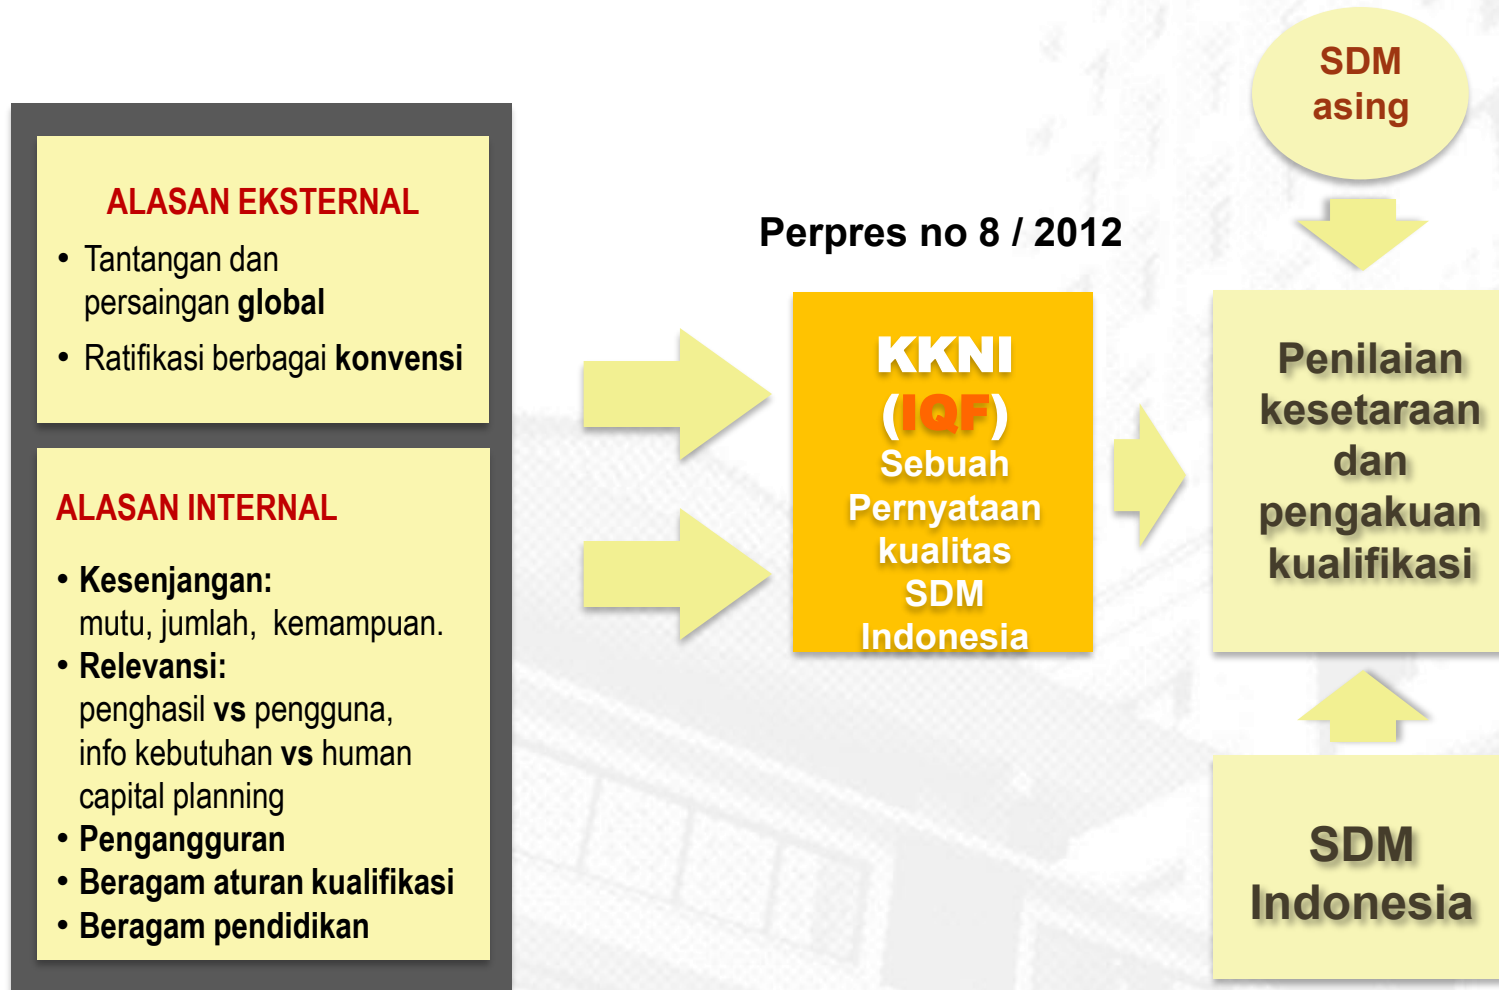 ALASAN EKSTERNAL
• Tantangan dan
persaingan global
• Ratifikasi berbagai konvensi
ALASAN INTERNAL
• Kesenjangan:
mutu, jumlah, kemampuan.
• Relevansi:
penghasil vs pengguna,
info kebutuhan vs human
capital planning
• Pengangguran
• Beragam aturan kualifikasi
• Beragam pendidikan
Perpres no 8 / 2012
KKNI
(IQF)
Sebuah
Pernyataan
kualitas
SDM
Indonesia
SDM
asing
Penilaian
kesetaraan
dan
pengakuan
kualifikasi
SDM
Indonesia